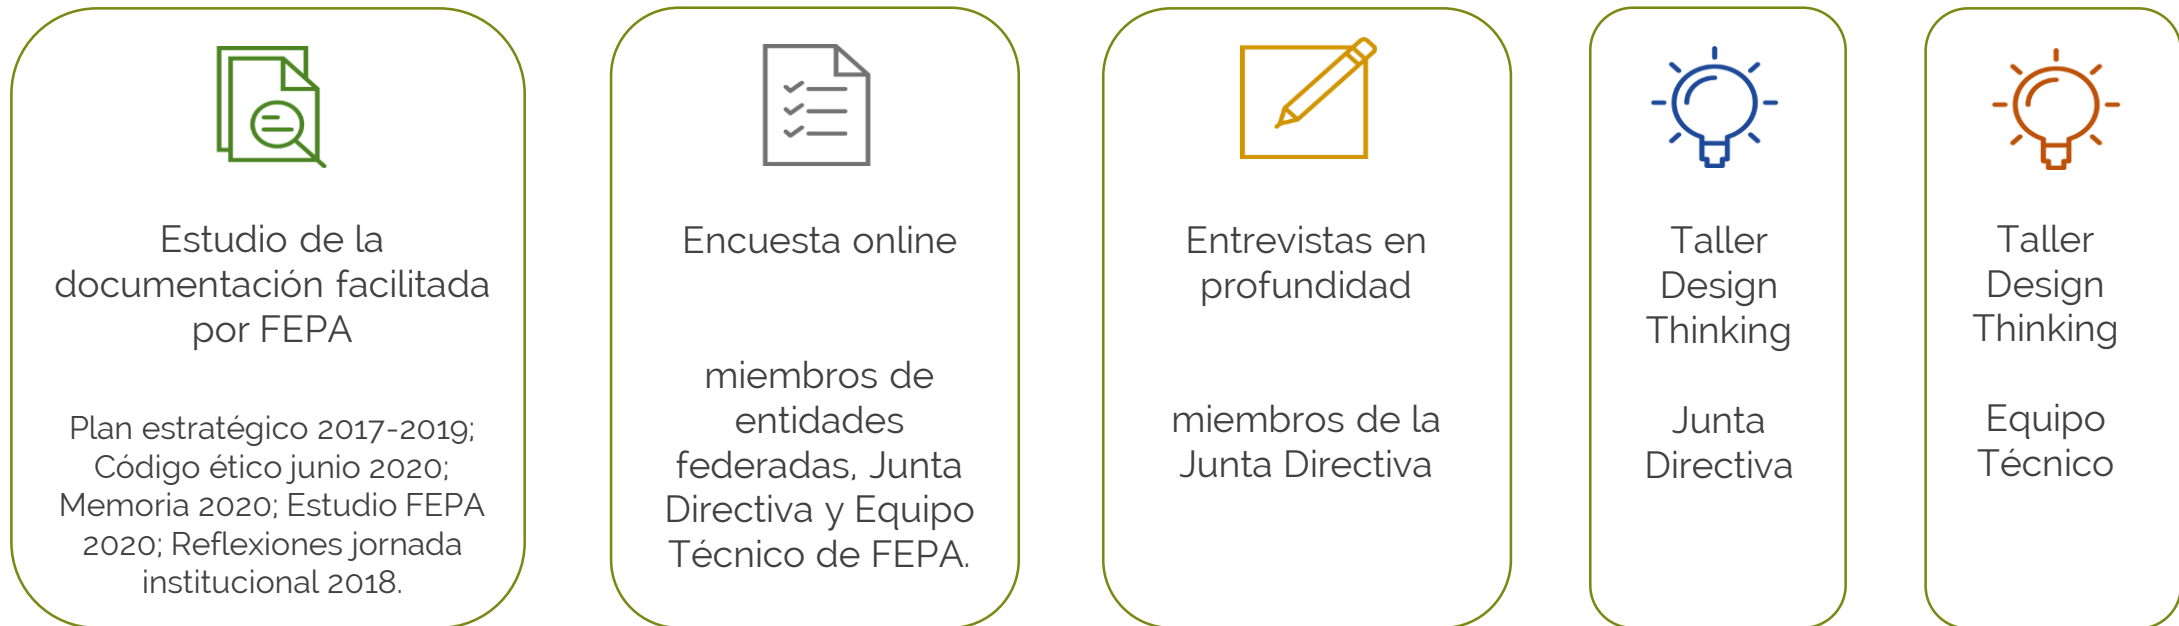 Estudio de la
documentación facilitada
por FEPA
Plan estratégico 2017-2019;
Código ético junio 2020;
Memoria 2020; Estudio FEPA
2020; Reflexiones jornada
institucional 2018.
Encuesta online
miembros de
entidades
federadas, Junta
Directiva y Equipo
Técnico de FEPA.
Entrevistas en
profundidad
miembros de la
Junta Directiva
Taller
Design
Thinking
Junta
Directiva
Taller
Design
Thinking
Equipo
Técnico